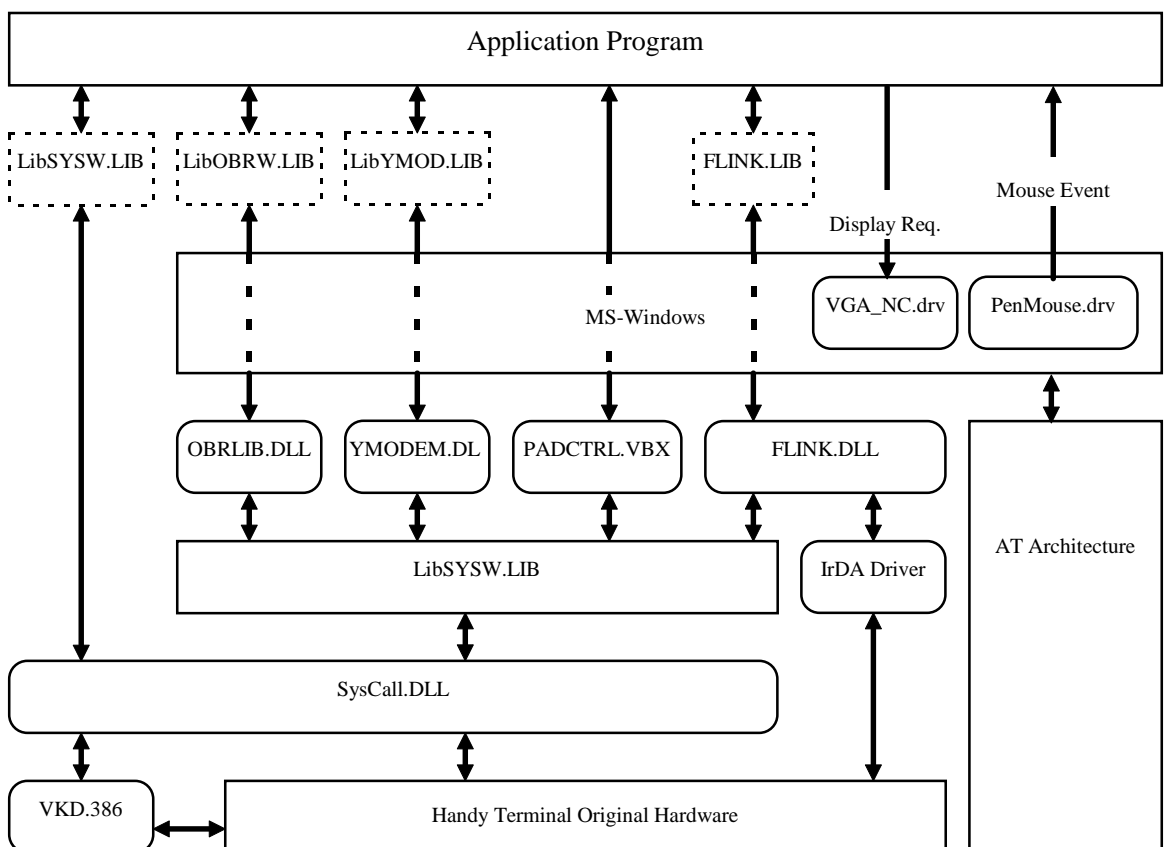 Application Program
LibSYSW.LIB
LibOBRW.LIB
LibYMOD.LIB
FLINK.LIB
Mouse Event
Display Req.
MS-Windows
VGA_NC.drv
PenMouse.drv
OBRLIB.DLL
YMODEM.DL
PADCTRL.VBX
FLINK.DLL
AT Architecture
LibSYSW.LIB
IrDA Driver
SysCall.DLL
VKD.386
Handy Terminal Original Hardware